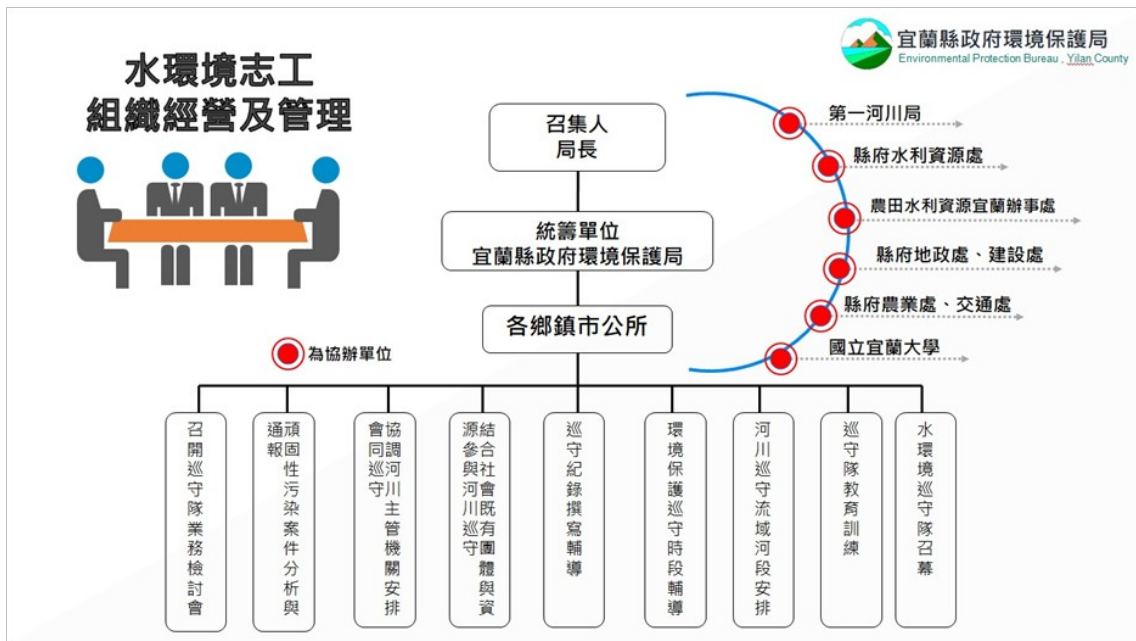 水環境志工
組織經營及管理
宜蘭縣政府環境保護局
Environmental Protection Bureau , Yilan County
召集人
局長
統籌單位
宜蘭縣政府環境保護局
各鄉鎮市公所
第一河川局
縣府水利資源處
農田水利資源宜蘭辦事處
縣府地政處、建設處
縣府農業處、交通處
國立宜蘭大學
為協辦單位
召開巡守隊業務檢討會
頑固性污染案件分析與
通報
協調河川主管機關安排
會同巡守
結合社會既有團體與資
源參與河川巡守
巡守紀錄撰寫輔導
環境保護巡守時段輔導
河川巡守流域河段安排
巡守隊教育訓練
水環境巡守隊召幕